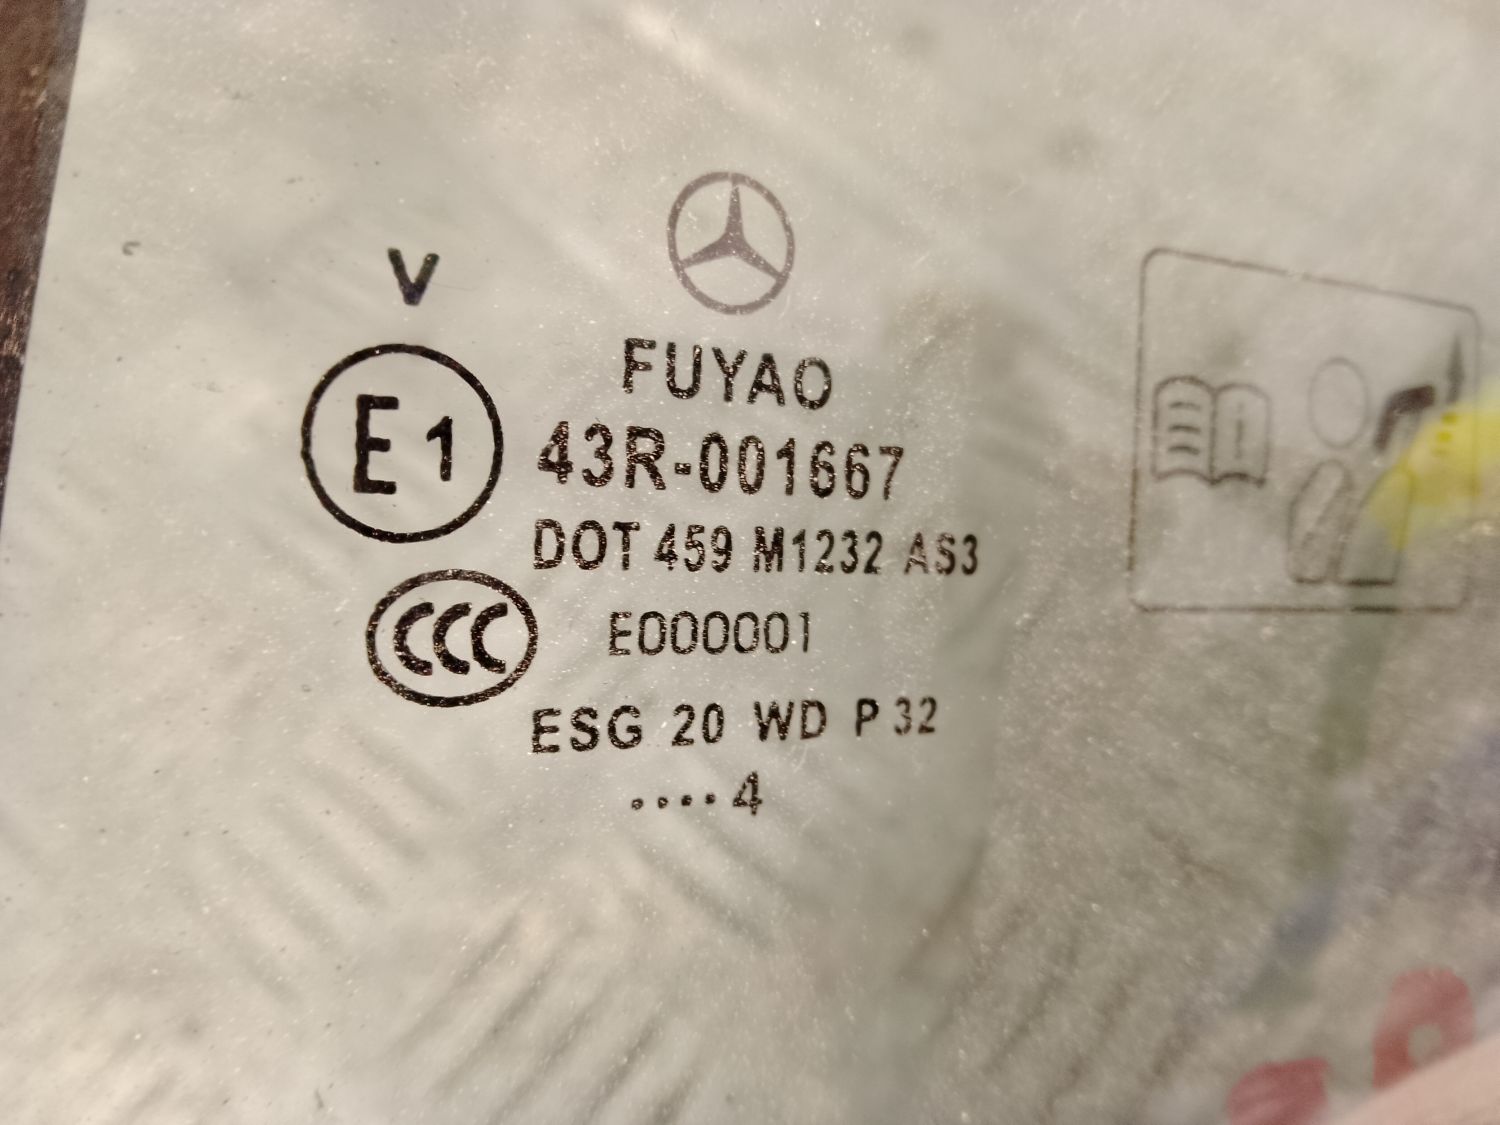 V
FUYAO
E1
43R-001667
DOT 459 M1232 AS3
CCC
E000001
ESG 20 WD P 32
....4